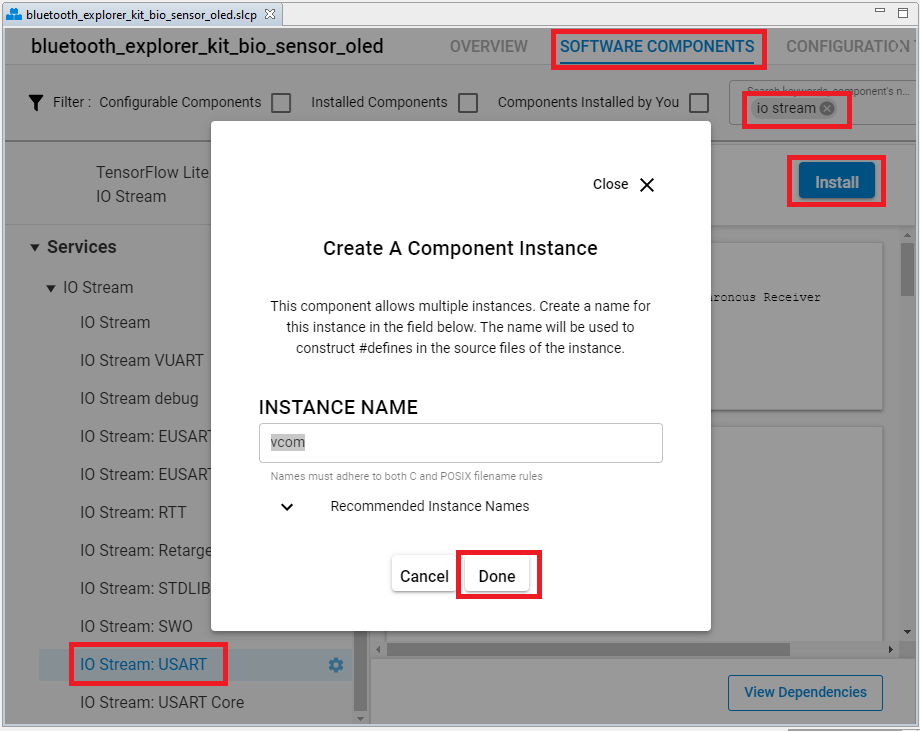 bluetooth_explorer_kit_bio_sensor_oled.slcp
bluetooth_explorer_kit_bio_sensor_oled
OVERVIEW
SOFTWARE COMPONENTS
CONFIGURATION
Filter :
Configurable Components
Installed Components
Components Installed by You
Search keywords, component's n...
io stream
TensorFlow Lite
IO Stream
Install
Services
IO Stream
IO Stream
IO Stream VUART
IO Stream debug
IO Stream: EUSART
IO Stream: EUSART
IO Stream: RTT
IO Stream: Retarge
IO Stream: STDLIB
IO Stream: SWO
IO Stream: USART
IO Stream: USART Core
Close
Create A Component Instance
This component allows multiple instances. Create a name for
this instance in the field below. The name will be used to
construct #defines in the source files of the instance.
INSTANCE NAME
vcom
Names must adhere to both C and POSIX filename rules
Recommended Instance Names
Cancel
Done
Receiver
View Dependencies